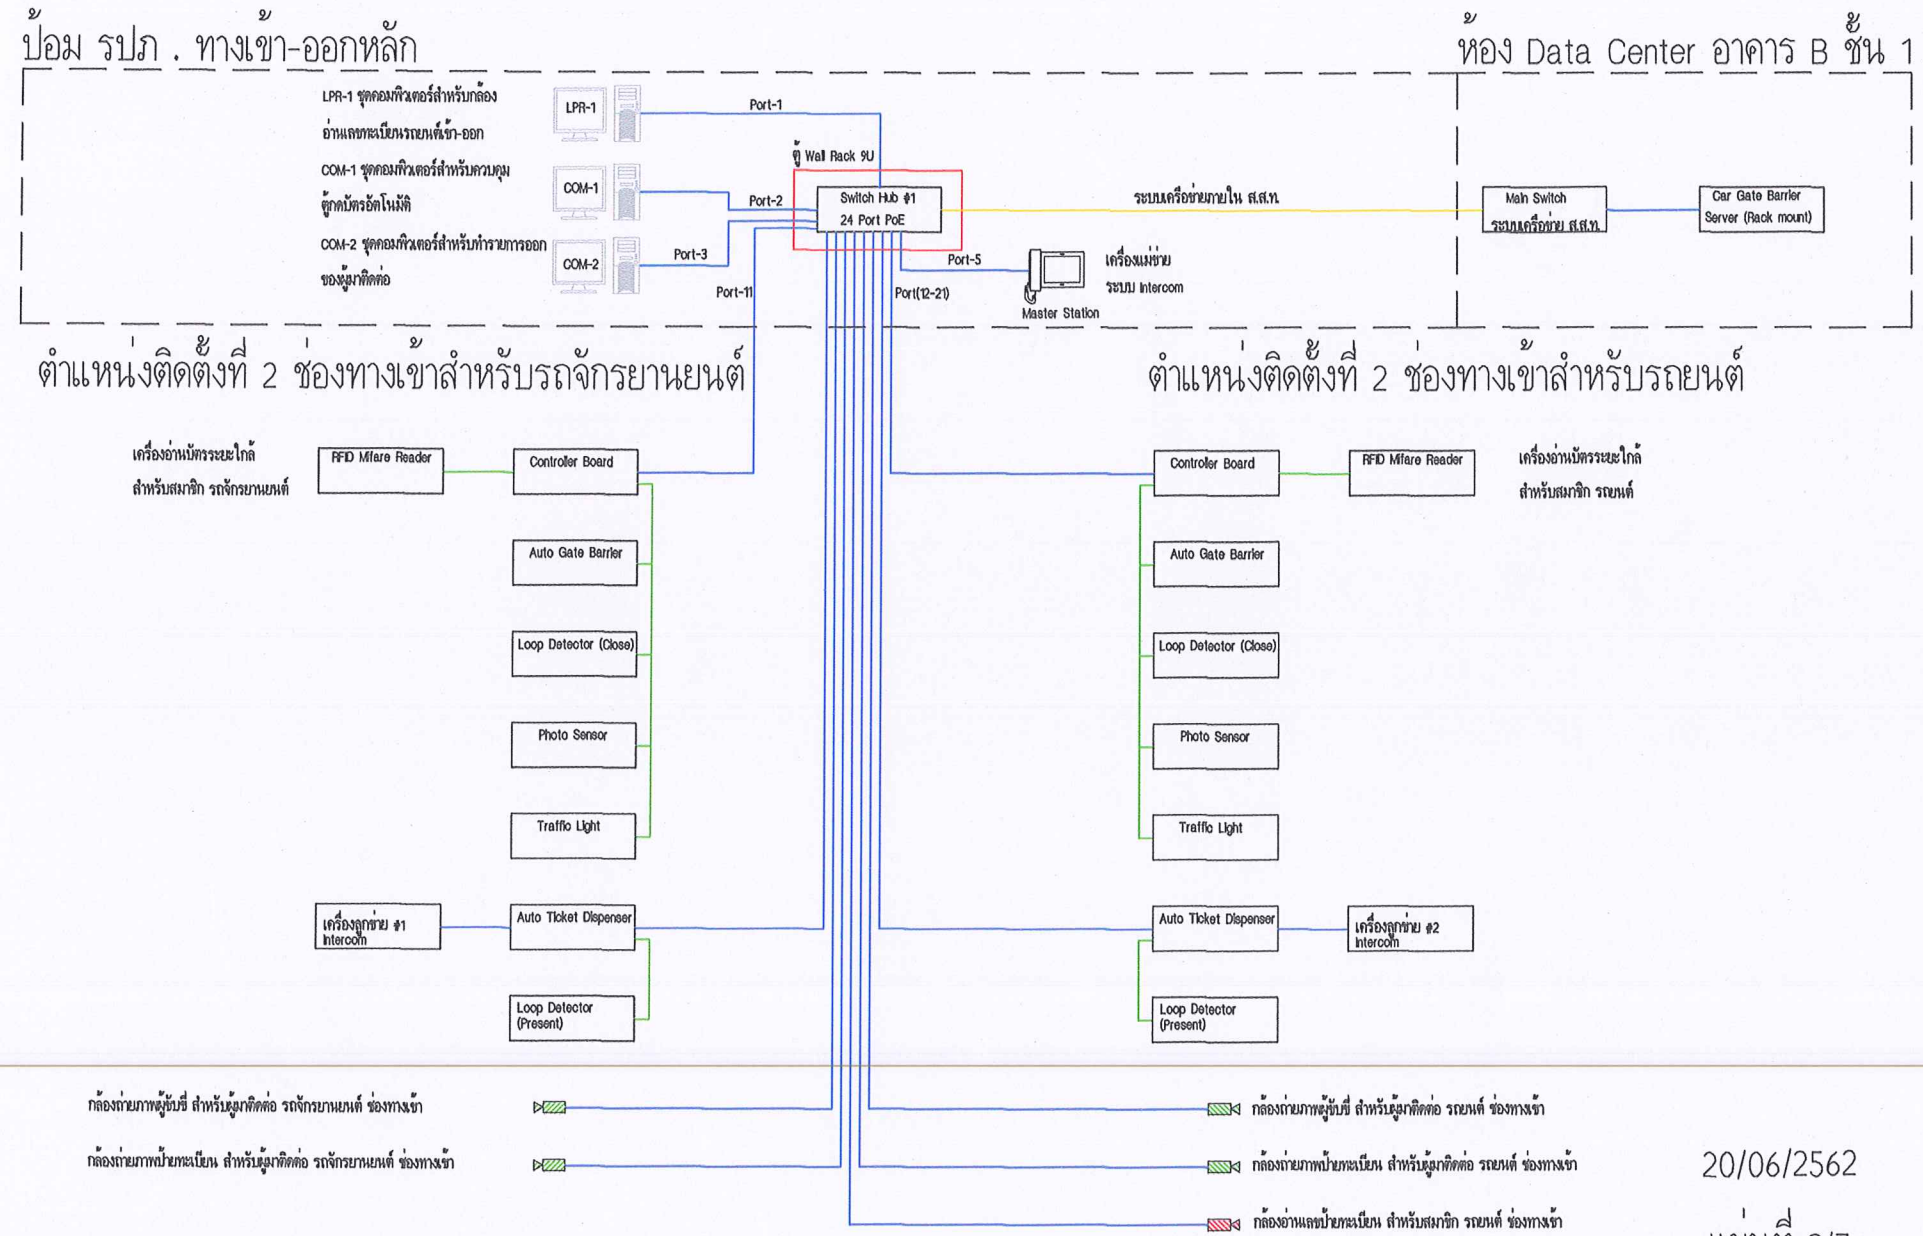 ป้อม รปภ . ทางเข้า-ออกหลัก
ห้อง Data Center อาคาร B ชั้น 1
LPR-1 ชุดคอมพิวเตอร์สำหรับกล้อง
อ่านเลขทะเบียนรถยนต์เข้า-ออก
LPR-1
Port-1
COM-1 ชุดคอมพิวเตอร์สำหรับควบคุม
ตู้กดบัตรอัตโนมัติ
COM-1
Port-2
COM-2 ชุดคอมพิวเตอร์สำหรับทำรายการออก
ของผู้มาติดต่อ
COM-2
Port-3
ตู้ Wall Rack 9U
Switch Hub #1
24 Port PoE
ระบบเครือข่ายภายใน ส.ส.ท.
Main Switch
ระบบเครือข่าย ส.ส.ท.
Car Gate Barrier
Server (Rack mount)
Port-5
เครื่องแม่ข่าย
ระบบ Intercom
Master Station
Port-11
Port(12-21)
ตำแหน่งติดตั้งที่ 2 ช่องทางเข้าสำหรับรถจักรยานยนต์
ตำแหน่งติดตั้งที่ 2 ช่องทางเข้าสำหรับรถยนต์
เครื่องอ่านบัตรระยะใกล้
สำหรับสมาชิก รถจักรยานยนต์
RFID Mifare Reader
Controller Board
Controller Board
RFID Mifare Reader
เครื่องอ่านบัตรระยะใกล้
สำหรับสมาชิก รถยนต์
Auto Gate Barrier
Auto Gate Barrier
Loop Detector (Close)
Loop Detector (Close)
Photo Sensor
Photo Sensor
Traffic Light
Traffic Light
เครื่องลูกข่าย #1
Intercom
Auto Ticket Dispenser
Auto Ticket Dispenser
เครื่องลูกข่าย #2
Intercom
Loop Detector
(Present)
Loop Detector
(Present)
กล้องถ่ายภาพผู้ขับขี่ สำหรับผู้มาติดต่อ รถจักรยานยนต์ ช่องทางเข้า
กล้องถ่ายภาพผู้ขับขี่ สำหรับผู้มาติดต่อ รถยนต์ ช่องทางเข้า
กล้องถ่ายภาพป้ายทะเบียน สำหรับผู้มาติดต่อ รถจักรยานยนต์ ช่องทางเข้า
กล้องถ่ายภาพป้ายทะเบียน สำหรับผู้มาติดต่อ รถยนต์ ช่องทางเข้า
20/06/2562
กล้องอ่านเลขป้ายทะเบียน สำหรับสมาชิก รถยนต์ ช่องทางเข้า